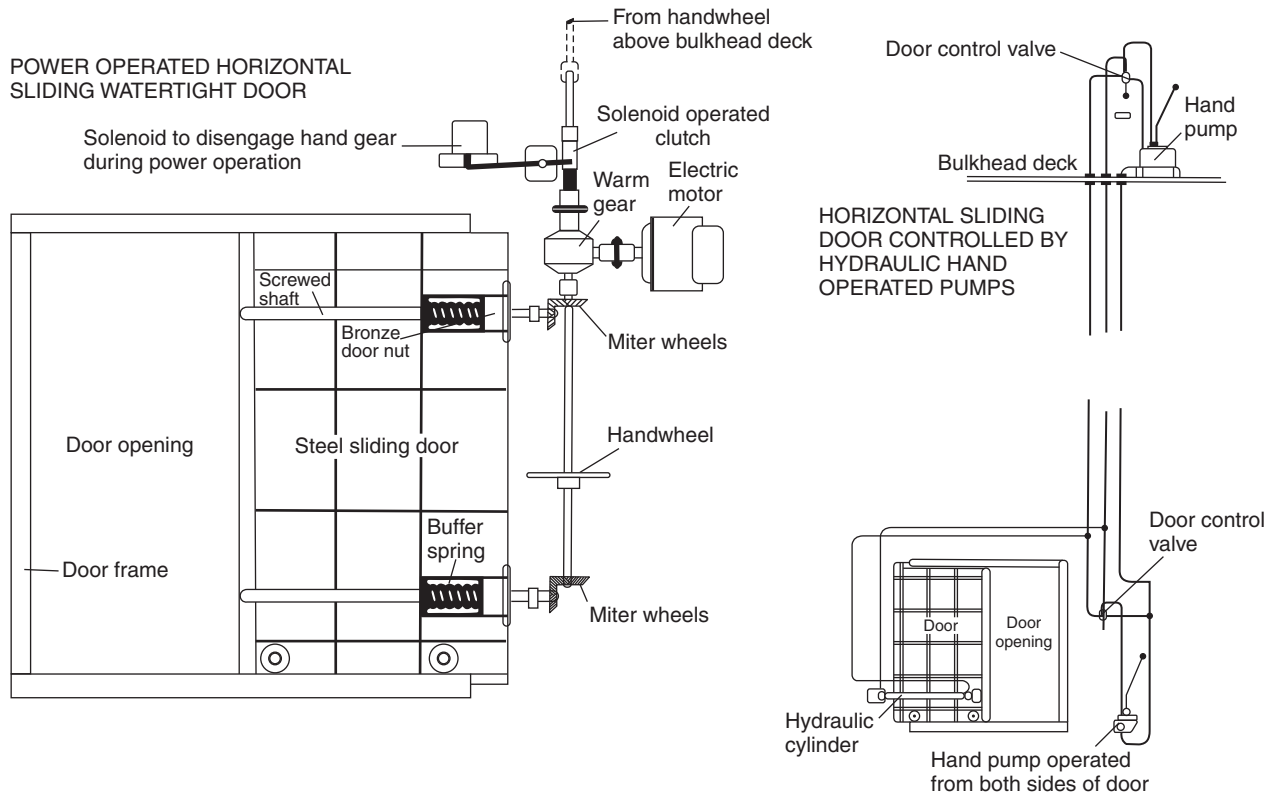 POWER OPERATED HORIZONTAL
SLIDING WATERTIGHT DOOR
From handwheel
above bulkhead deck
Solenoid to disengage hand gear
during power operation
Solenoid operated
clutch
Warm
gear
Electric
motor
Screwed
shaft
Bronze
door nut
Miter wheels
Door opening
Steel sliding door
Handwheel
Buffer
spring
Door frame
Miter wheels
Door control valve
Hand
pump
Bulkhead deck
HORIZONTAL SLIDING
DOOR CONTROLLED BY
HYDRAULIC HAND
OPERATED PUMPS
Door control
valve
Door
Door
opening
Hydraulic
cylinder
Hand pump operated
from both sides of door